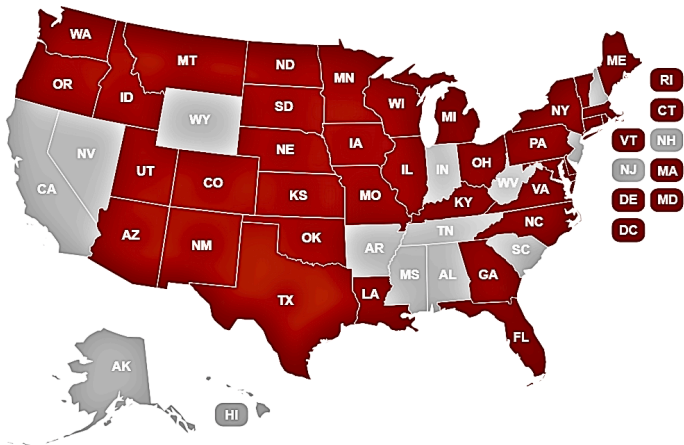 WA
ME
MT
ND
RI
OR
MN
ID
WI
SD
NY
CT
WY
MI
VT
NH
NE
IA
PA
NV
IL
IN
OH
NJ
MA
UT
CO
WV
VA
CA
KS
MO
KY
DE
MD
NC
TN
DC
AZ
NM
OK
AR
SC
MS
AL
GA
LA
TX
FL
AK
HI